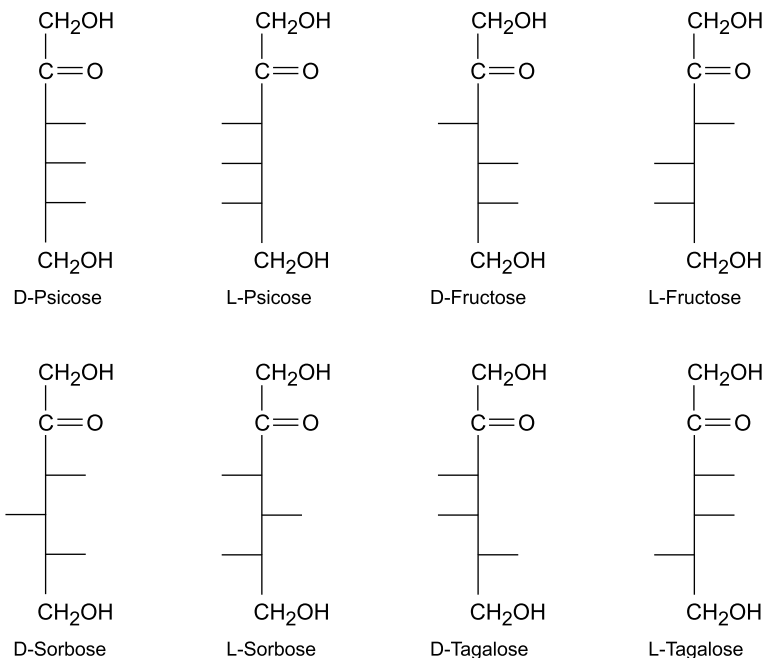 CH₂OH CH₂OH CH₂OH CH₂OH
C=O C=O C=O C=O
CH₂OH CH₂OH CH₂OH CH₂OH
D-Psicose L-Psicose D-Fructose L-Fructose
CH₂OH CH₂OH CH₂OH CH₂OH
C=O C=O C=O C=O
CH₂OH CH₂OH CH₂OH CH₂OH
D-Sorbose L-Sorbose D-Tagalose L-Tagalose